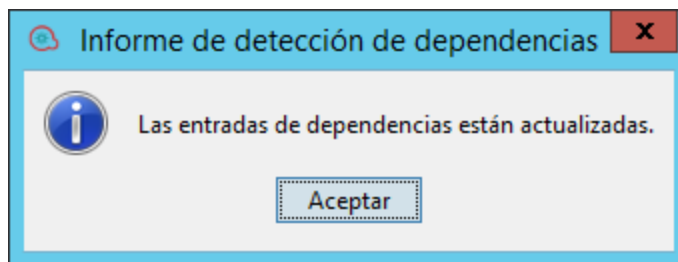 Informe de detección de dependencias
Las entradas de dependencias están actualizadas.
Aceptar